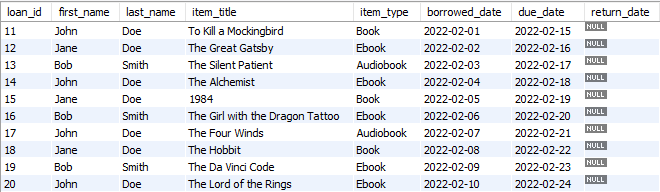 loan_id first_name last_name item_title item_type borrowed_date due_date return_date
11 John Doe To Kill a Mockingbird Book 2022-02-01 2022-02-15 NULL
12 Jane Doe The Great Gatsby Ebook 2022-02-02 2022-02-16 NULL
13 Bob Smith The Silent Patient Audiobook 2022-02-03 2022-02-17 NULL
14 John Doe The Alchemist Ebook 2022-02-04 2022-02-18 NULL
15 Jane Doe 1984 Book 2022-02-05 2022-02-19 NULL
16 Bob Smith The Girl with the Dragon Tattoo Ebook 2022-02-06 2022-02-20 NULL
17 John Doe The Four Winds Audiobook 2022-02-07 2022-02-21 NULL
18 Jane Doe The Hobbit Book 2022-02-08 2022-02-22 NULL
19 Bob Smith The Da Vinci Code Ebook 2022-02-09 2022-02-23 NULL
20 John Doe The Lord of the Rings Ebook 2022-02-10 2022-02-24 NULL